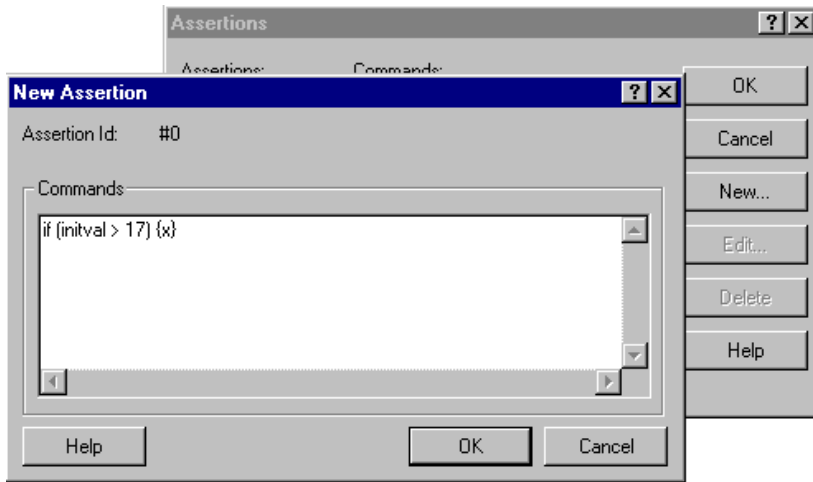 Assertions
Assertions: Commands:
New Assertion
OK
Assertion Id: #0
Cancel
Commands
New...
if (initval > 17) {x}
Edit...
Delete
Help
Help OK Cancel